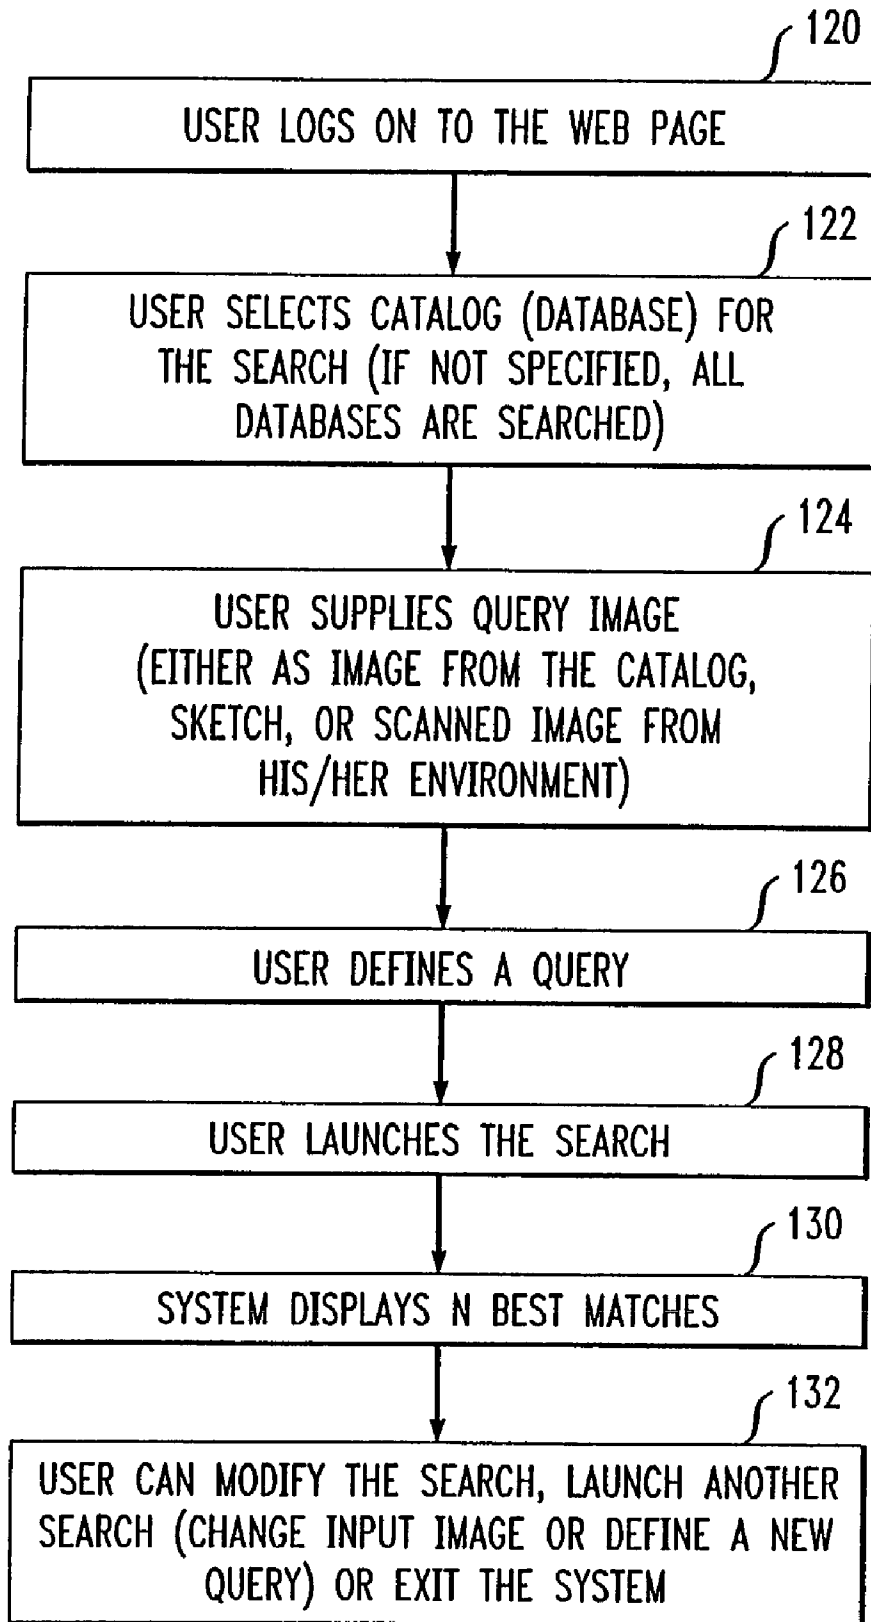 120
USER LOGS ON TO THE WEB PAGE
122
USER SELECTS CATALOG (DATABASE) FOR
THE SEARCH (IF NOT SPECIFIED, ALL
DATABASES ARE SEARCHED)
124
USER SUPPLIES QUERY IMAGE
(EITHER AS IMAGE FROM THE CATALOG,
SKETCH, OR SCANNED IMAGE FROM
HIS/HER ENVIRONMENT)
126
USER DEFINES A QUERY
128
USER LAUNCHES THE SEARCH
130
SYSTEM DISPLAYS N BEST MATCHES
132
USER CAN MODIFY THE SEARCH, LAUNCH ANOTHER
SEARCH (CHANGE INPUT IMAGE OR DEFINE A NEW
QUERY) OR EXIT THE SYSTEM